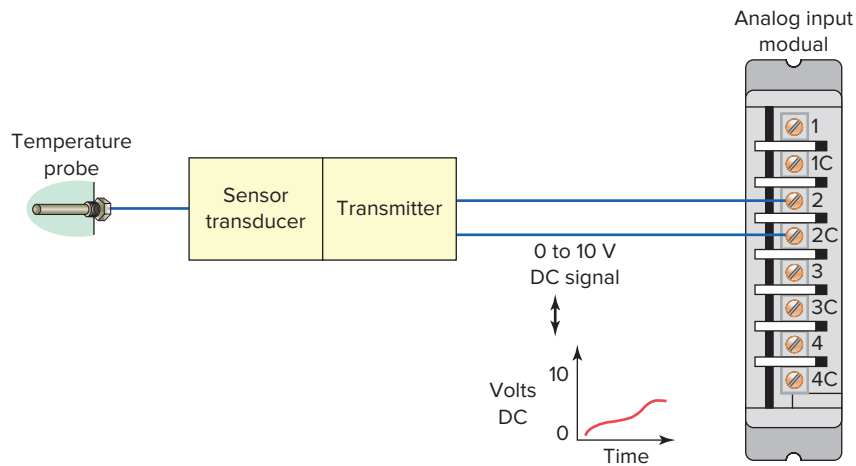 Analog input
modual
Temperature
probe
Sensor
transducer
Transmitter
0 to 10 V
DC signal
1
1C
2
2C
3
3C
4
4C
Volts
DC
10
0
Time